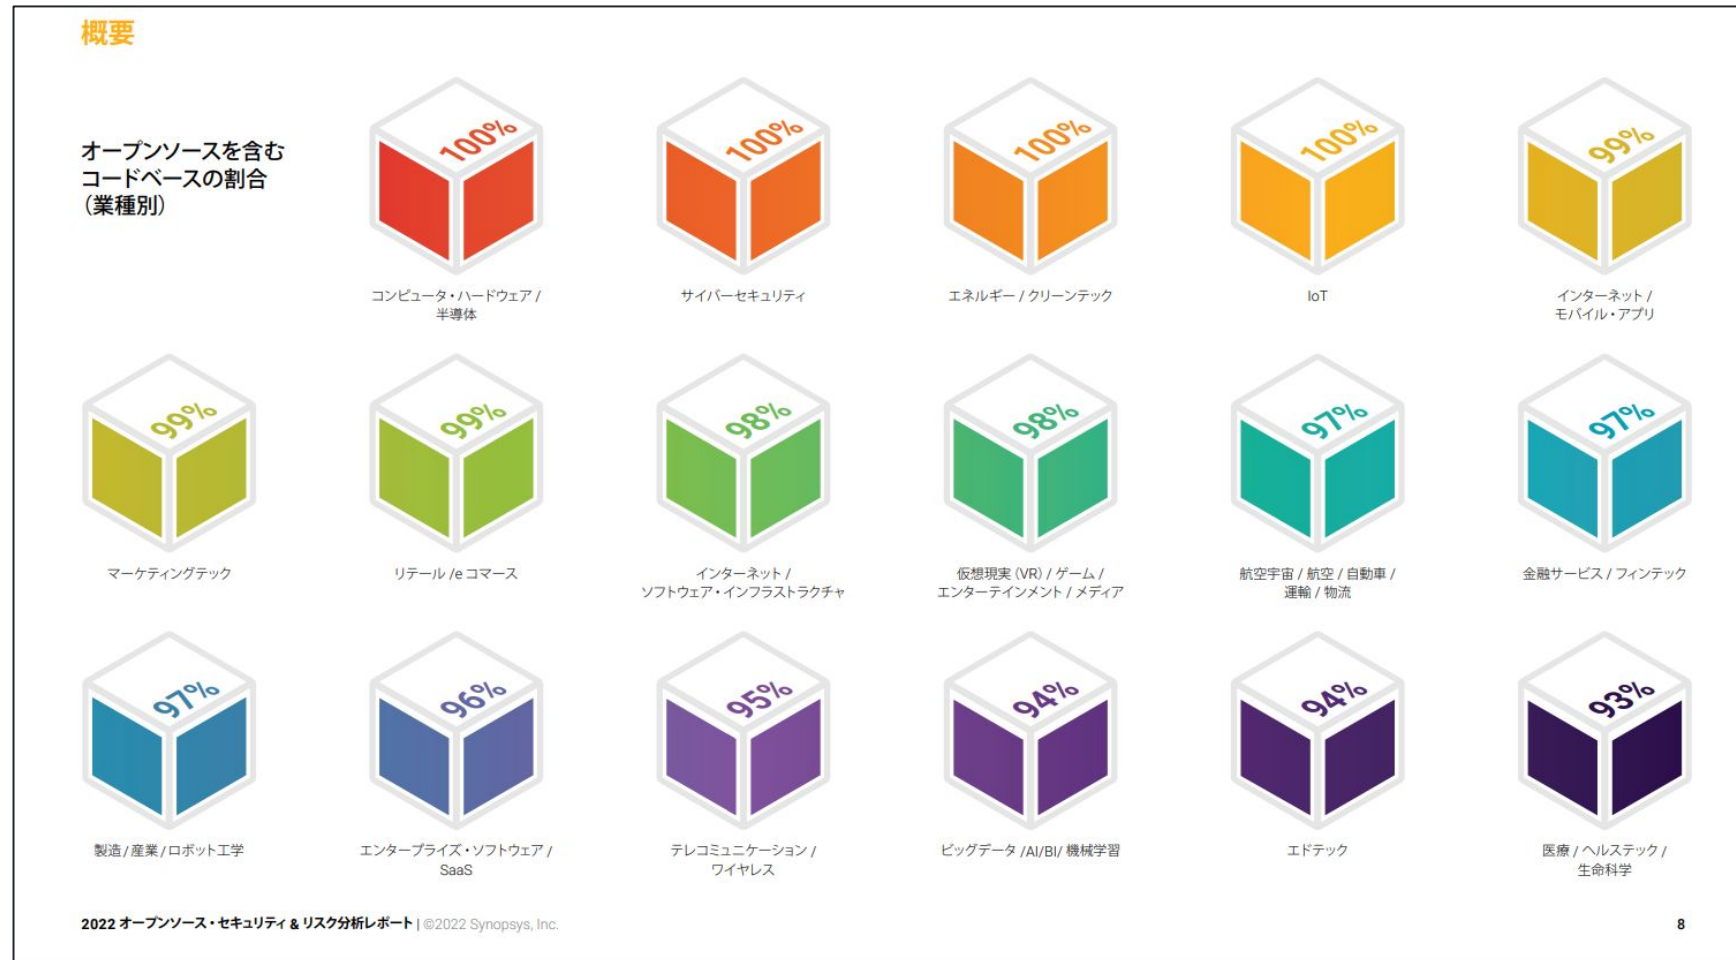 概要
オープンソースを含む
コードベースの割合
（業種別）
100%
コンピュータ・ハードウェア /
半導体
100%
サイバーセキュリティ
100%
エネルギー / クリーンテック
100%
IoT
99%
インターネット /
モバイル・アプリ
99%
マーケティングテック
99%
リテール /e コマース
98%
インターネット /
ソフトウェア・インフラストラクチャ
98%
仮想現実 (VR) / ゲーム /
エンターテインメント / メディア
97%
航空宇宙 / 航空 / 自動車 /
運輸 / 物流
97%
金融サービス / フィンテック
97%
製造/産業/ロボット工学
96%
エンタープライズ・ソフトウェア /
SaaS
95%
テレコミュニケーション /
ワイヤレス
94%
ビッグデータ /AI/BI/ 機械学習
94%
エドテック
93%
医療 / ヘルステック /
生命科学
2022 オープンソース・セキュリティ & リスク分析レポート | ©2022 Synopsys, Inc.
8